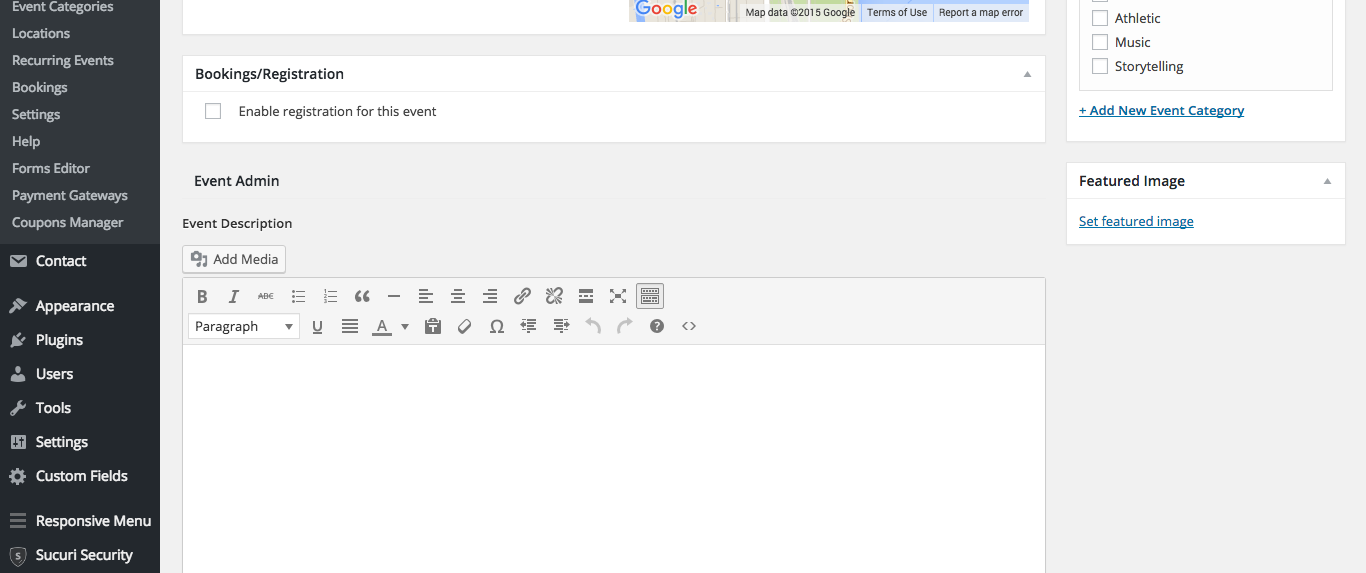 Event Categories
Locations
Recurring Events
Bookings
Settings
Help
Forms Editor
Payment Gateways
Coupons Manager
Contact
Appearance
Plugins
Users
Tools
Settings
Custom Fields
Responsive Menu
Sucuri Security
Google
Map data ©2015 Google
Terms of Use
Report a map error
Bookings/Registration
Enable registration for this event
Event Admin
Event Description
Add Media
B I ABC
Paragraph U A Ω
Athletic
Music
Storytelling
+ Add New Event Category
Featured Image
Set featured image